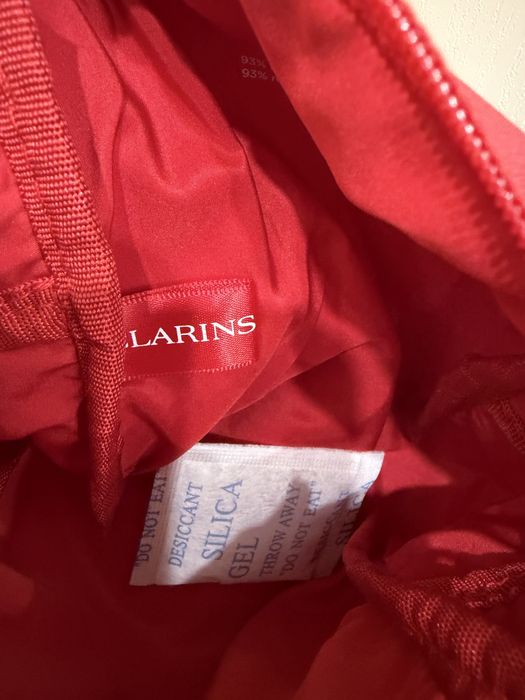 93%
93%
LARINS
"DO NOT EAT"
DESICCANT
SILICA
GEL
THROW AWAY
"DO NOT EAT"
SILICA